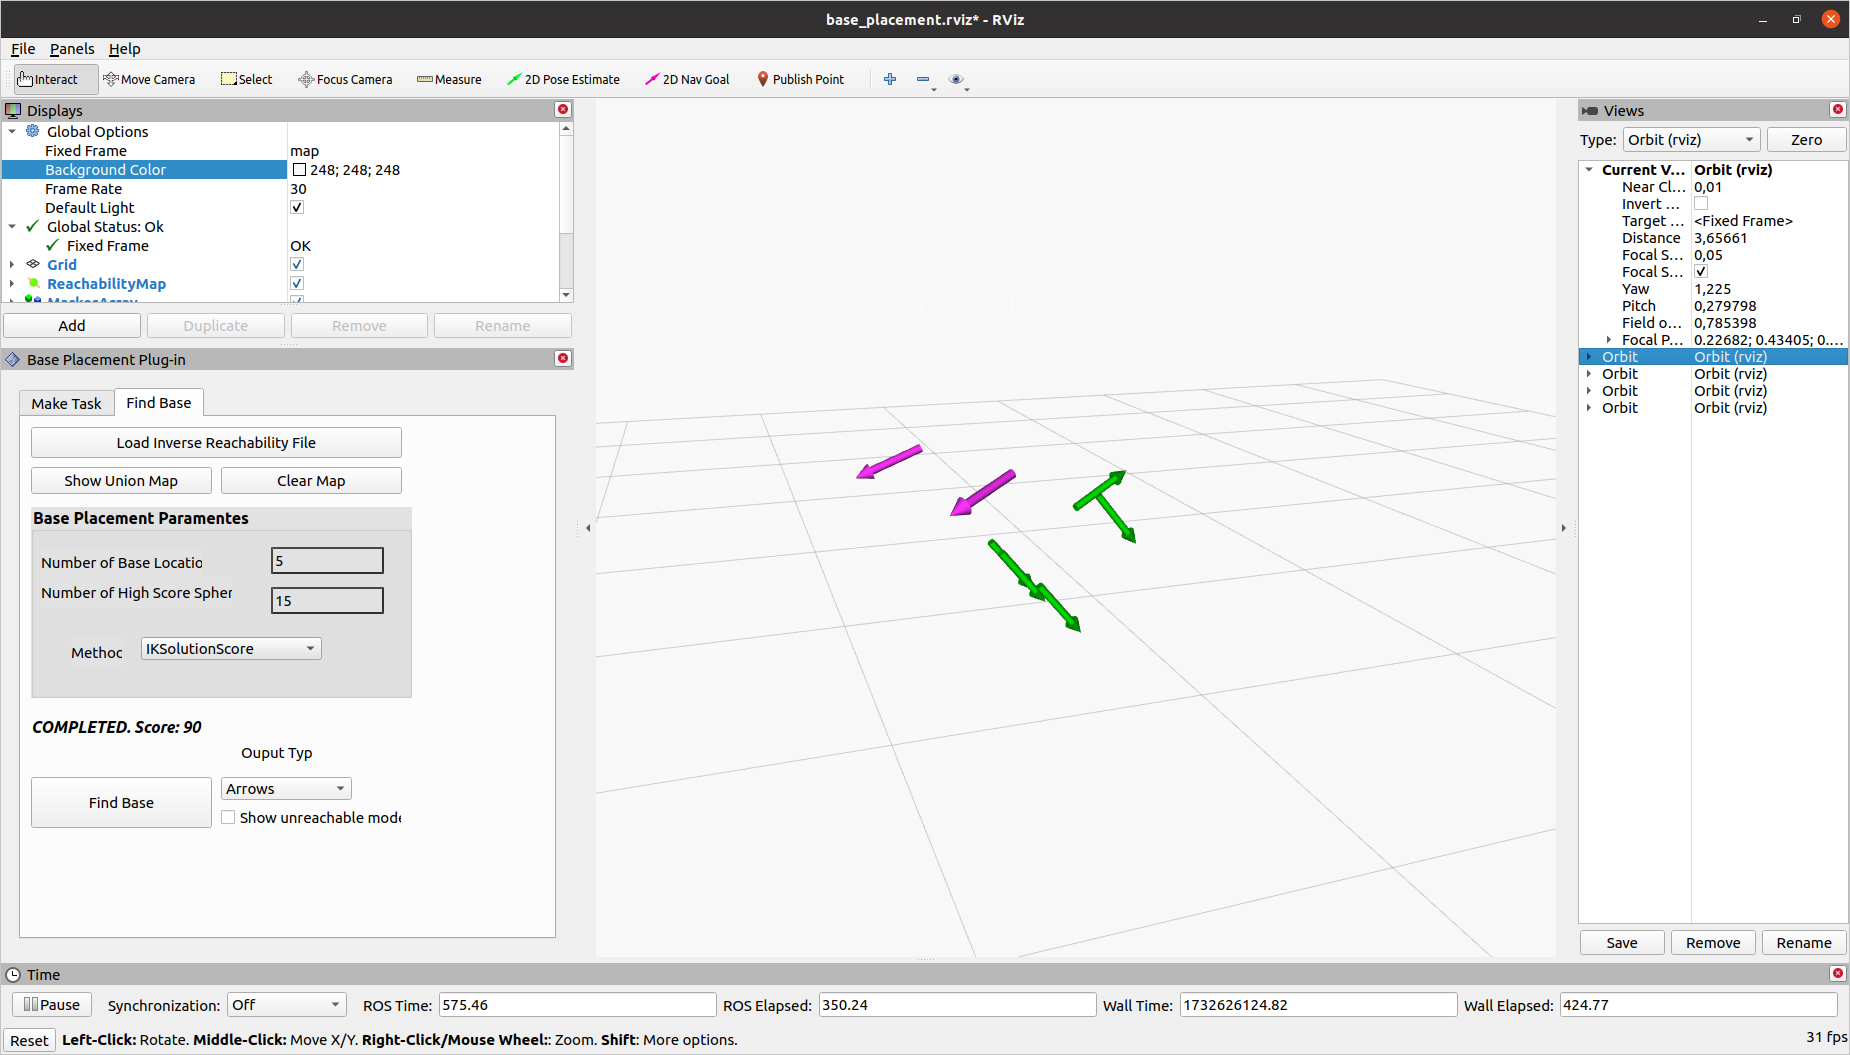 base_placement.rviz* - RViz
File Panels Help
Interact Move Camera Select Focus Camera Measure 2D Pose Estimate 2D Nav Goal Publish Point
Displays
Global Options
Fixed Frame map
Background Color 248; 248; 248
Frame Rate 30
Default Light
Global Status: Ok
Fixed Frame OK
Grid
ReachabilityMap
MarkerArray
Add Duplicate Remove Rename
Base Placement Plug-in
Make Task Find Base
Load Inverse Reachability File
Show Union Map Clear Map
Base Placement Paramentes
Number of Base Locatio 5
Number of High Score Spher 15
Methoc IKSolutionScore
COMPLETED. Score: 90
Ouput Typ
Find Base Arrows
Show unreachable mode
Views
Type: Orbit (rviz) Zero
Current V... Orbit (rviz)
Near Cl... 0,01
Invert ...
Target ... <Fixed Frame>
Distance 3,65661
Focal S... 0,05
Focal S...
Yaw 1,225
Pitch 0,279798
Field o... 0,785398
Focal P... 0.22682; 0.43405; 0....
Orbit Orbit (rviz)
Orbit Orbit (rviz)
Orbit Orbit (rviz)
Orbit Orbit (rviz)
Save Remove Rename
Time
Pause Synchronization: Off ROS Time: 575.46 ROS Elapsed: 350.24 Wall Time: 1732626124.82 Wall Elapsed: 424.77
Reset Left-Click: Rotate. Middle-Click: Move X/Y. Right-Click/Mouse Wheel:: Zoom. Shift: More options. 31 fps